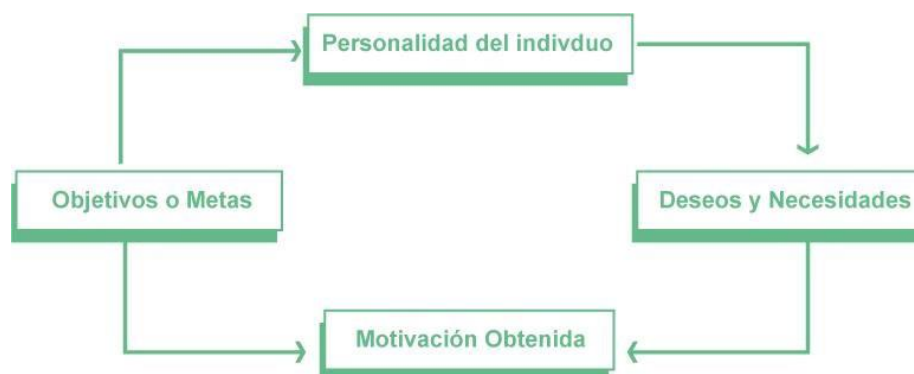 Personalidad del indivduo
Objetivos o Metas
Deseos y Necesidades
Motivación Obtenida